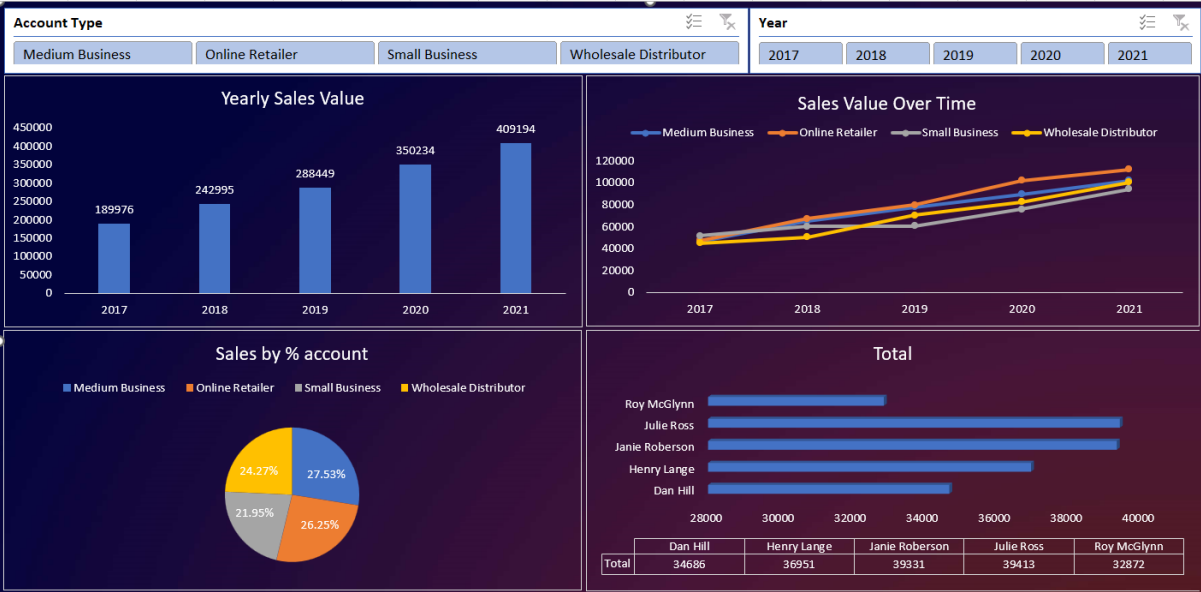 Account Type
Medium Business Online Retailer Small Business Wholesale Distributor
Year
2017 2018 2019 2020 2021
Yearly Sales Value
450000
400000
350000
300000
250000
200000
150000
100000
50000
0
189976
242995
288449
350234
409194
2017 2018 2019 2020 2021
Sales Value Over Time
Medium Business Online Retailer Small Business Wholesale Distributor
120000
100000
80000
60000
40000
20000
0
2017 2018 2019 2020 2021
Sales by % account
Medium Business Online Retailer Small Business Wholesale Distributor
24.27% 27.53%
21.95% 26.25%
Total
Roy McGlynn
Julie Ross
Janie Roberson
Henry Lange
Dan Hill
28000 30000 32000 34000 36000 38000 40000
Dan Hill Henry Lange Janie Roberson Julie Ross Roy McGlynn
Total 34686 36951 39331 39413 32872